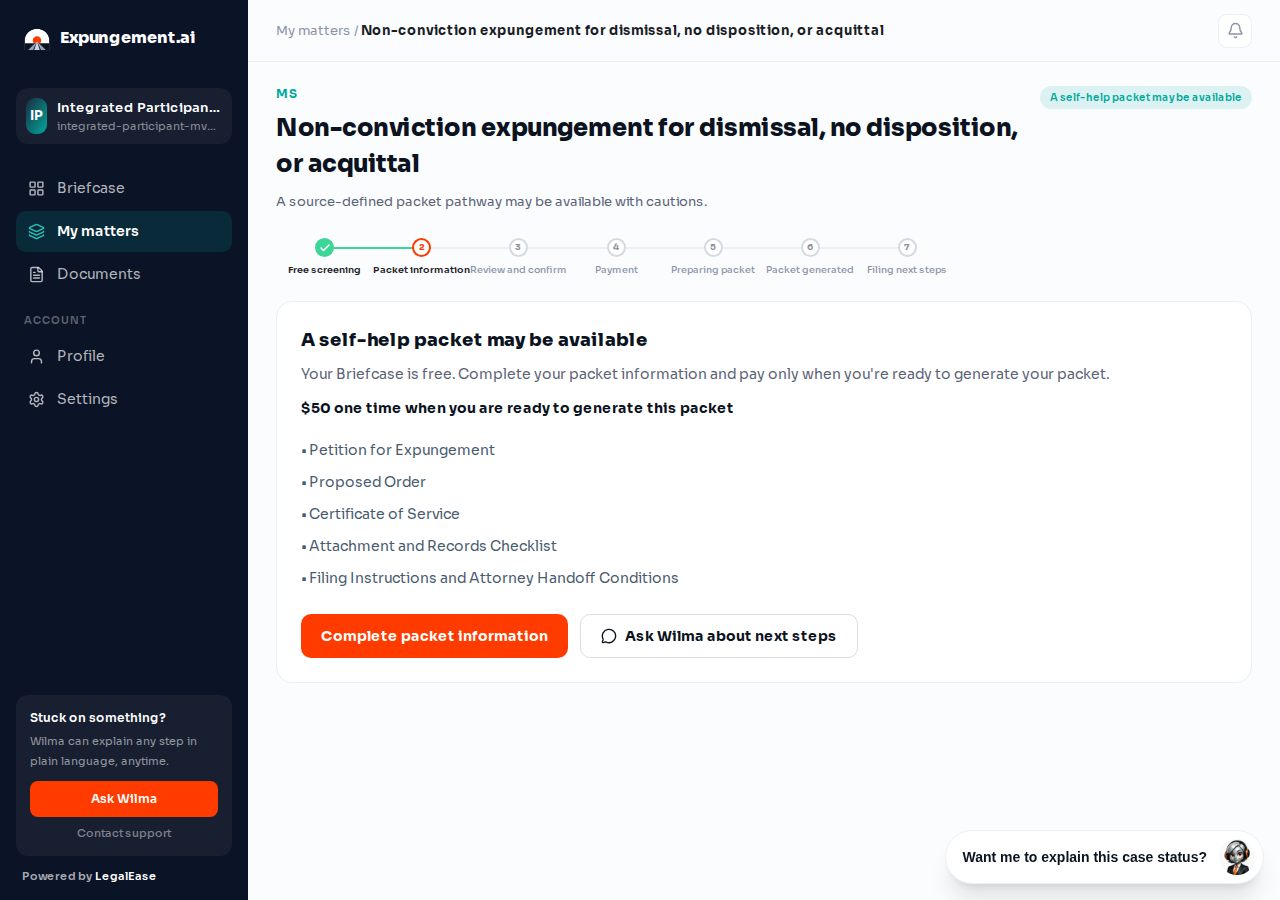 Expungement.ai
IP
Integrated Participan...
integrated-participant-mv...
Briefcase
My matters
Documents
ACCOUNT
Profile
Settings
Stuck on something?
Wilma can explain any step in
plain language, anytime.
Ask Wilma
Contact support
Powered by LegalEase
My matters / Non-conviction expungement for dismissal, no disposition, or acquittal
MS
A self-help packet may be available
Non-conviction expungement for dismissal, no disposition,
or acquittal
A source-defined packet pathway may be available with cautions.
2 3 4 5 6 7
Free screening Packet information Review and confirm Payment Preparing packet Packet generated Filing next steps
A self-help packet may be available
Your Briefcase is free. Complete your packet information and pay only when you're ready to generate your packet.
$50 one time when you are ready to generate this packet
▪ Petition for Expungement
▪ Proposed Order
▪ Certificate of Service
▪ Attachment and Records Checklist
▪ Filing Instructions and Attorney Handoff Conditions
Complete packet information
Ask Wilma about next steps
Want me to explain this case status?